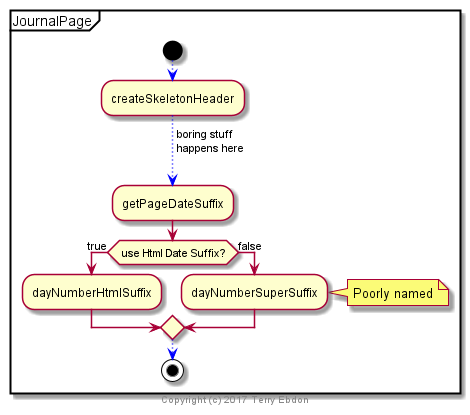 JournalPage
createSkeletonHeader
boring stuff
happens here
getPageDateSuffix
true
use Html Date Suffix?
false
dayNumberHtmlSuffix
dayNumberSuperSuffix
Poorly named
Copyright (c) 2017 Terry Ebdon